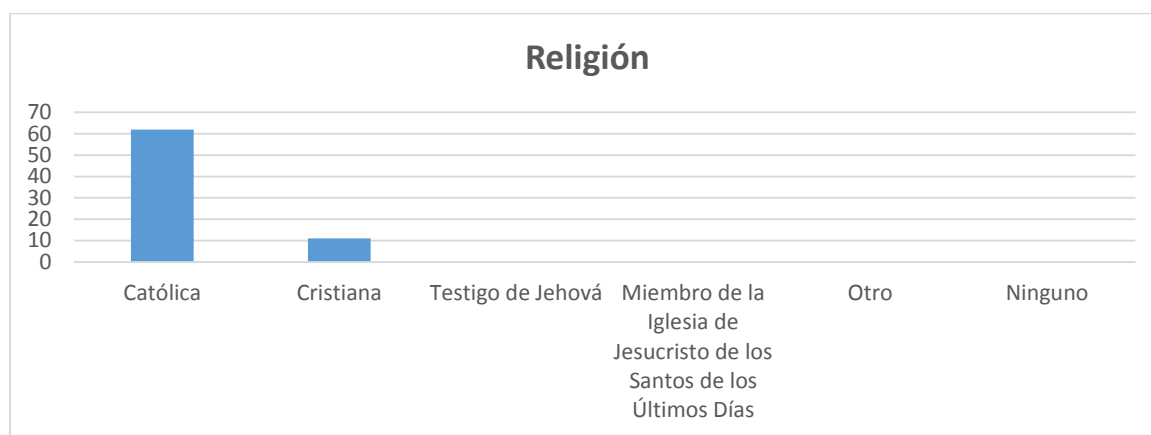 Religión
70
60
50
40
30
20
10
0
Católica
Cristiana
Testigo de Jehová
Miembro de la
Iglesia de
Jesucristo de los
Santos de los
Últimos Días
Otro
Ninguno